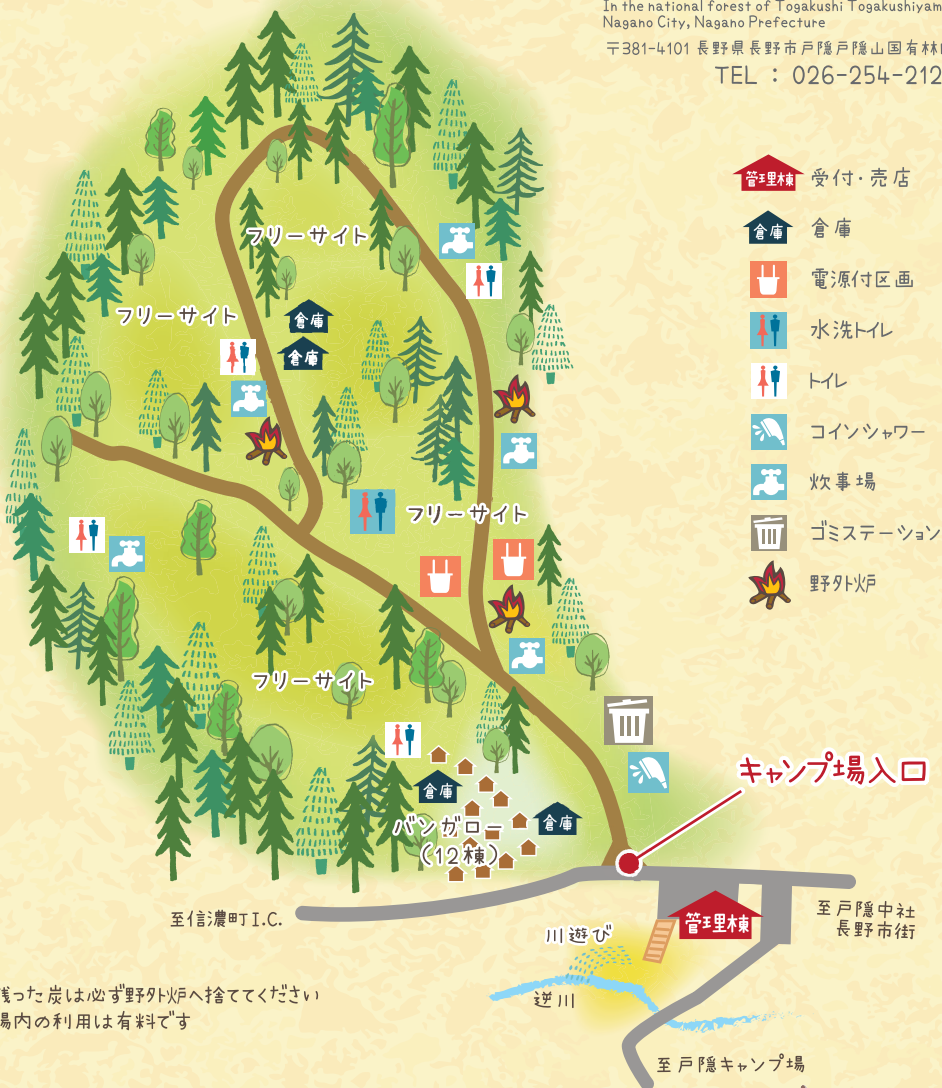 In the national forest of Togakushi Togakushiyam
Nagano City, Nagano Prefecture
〒381-4101 長野県長野市戸隠戸隠山国有林
TEL : 026-254-212
管理棟 受付・売店
倉庫 倉庫
電源付区画
水洗トイレ
トイレ
コインシャワー
炊事場
ゴミステーション
野外炉
フリーサイト
フリーサイト
倉庫
倉庫
フリーサイト
フリーサイト
キャンプ場入口
倉庫
倉庫
バンガロー
(12棟)
至信濃町I.C.
管理棟
至戸隠中社
長野市街
川遊び
逆川
残った炭は必ず野外炉へ捨ててください
場内の利用は有料です
至戸隠キャンプ場